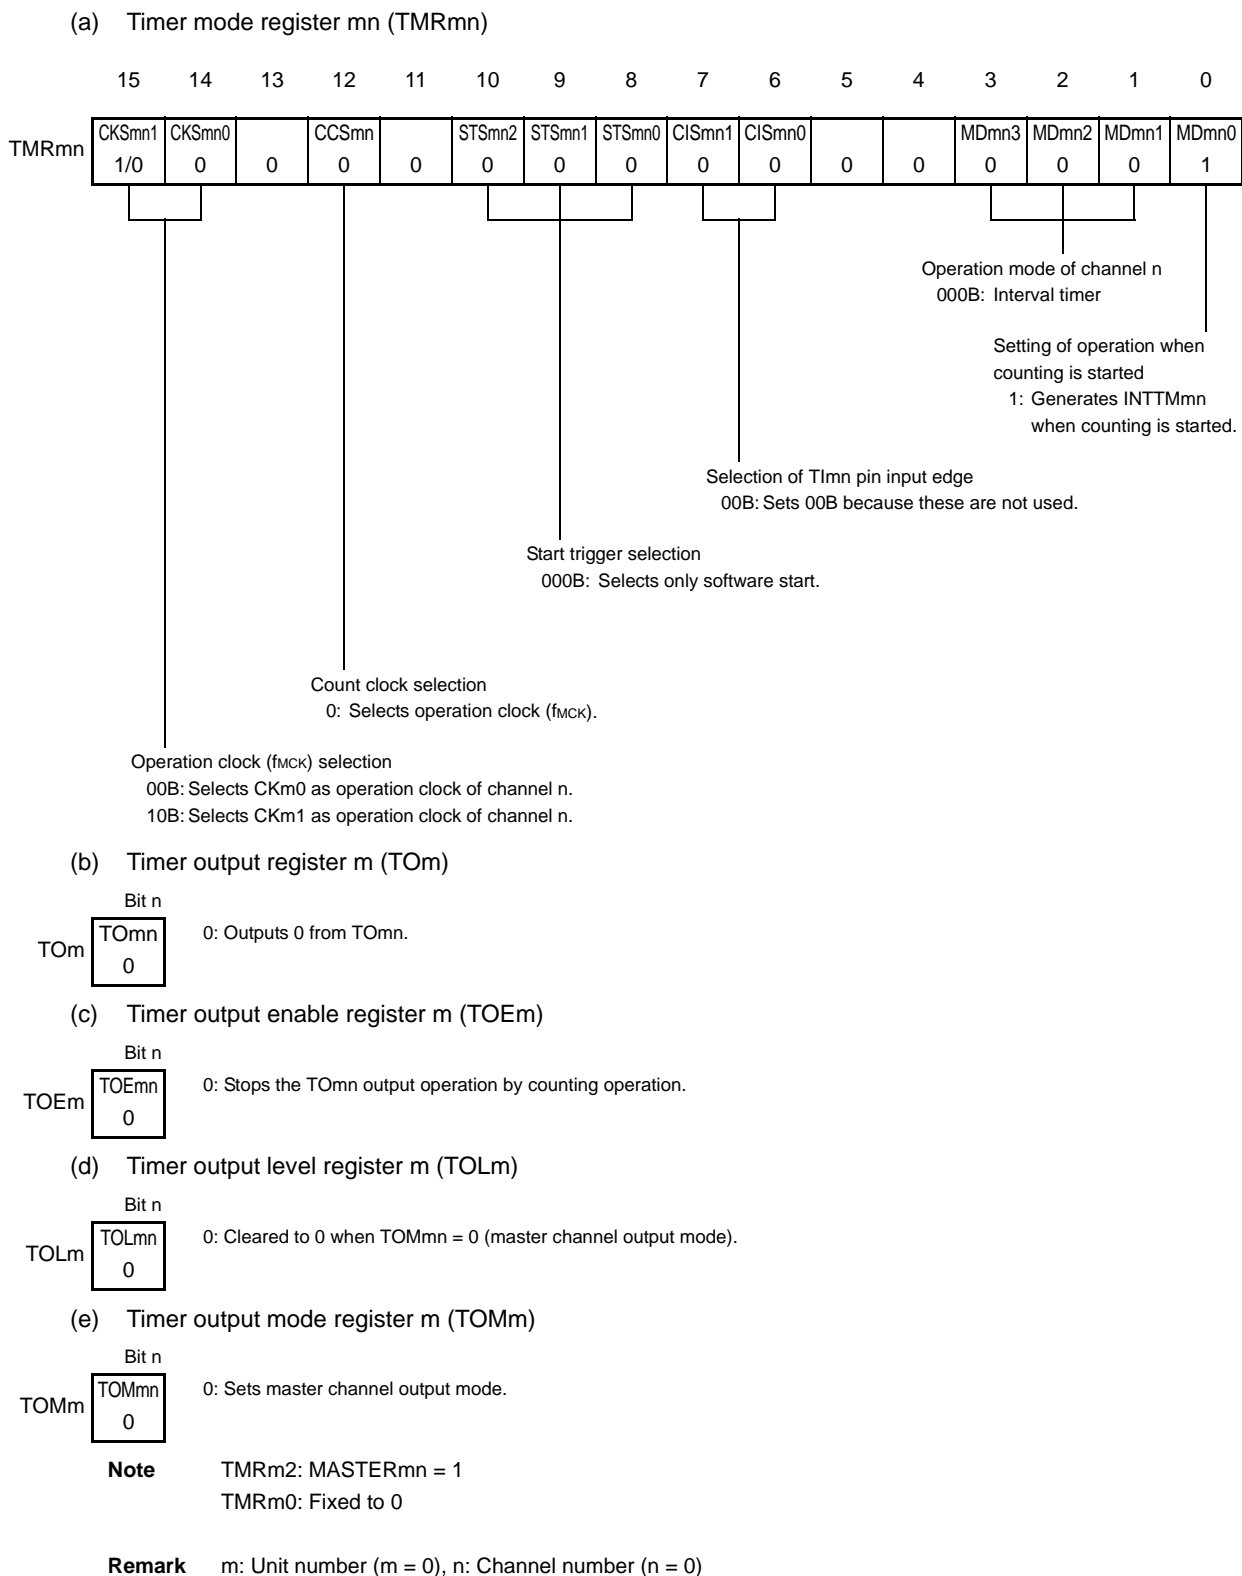 (a) Timer mode register mn (TMRmn)
15 14 13 12 11 10 9 8 7 6 5 4 3 2 1 0
TMRmn CKSmn1 CKSmn0 CCSmn STSmn2 STSmn1 STSmn0 CISmn1 CISmn0 MDmn3 MDmn2 MDmn1 MDmn0
1/0 0 0 0 0 0 0 0 0 0 0 0 0 0 0 1
Operation mode of channel n
000B: Interval timer
Setting of operation when
counting is started
1: Generates INTTMmn
when counting is started.
Selection of TImn pin input edge
00B: Sets 00B because these are not used.
Start trigger selection
000B: Selects only software start.
Count clock selection
0: Selects operation clock (fMCK).
Operation clock (fMCK) selection
00B: Selects CKm0 as operation clock of channel n.
10B: Selects CKm1 as operation clock of channel n.
(b) Timer output register m (TOm)
Bit n
TOm TOmn 0: Outputs 0 from TOmn.
0
(c) Timer output enable register m (TOEm)
Bit n
TOEm TOEmn 0: Stops the TOmn output operation by counting operation.
0
(d) Timer output level register m (TOLm)
Bit n
TOLm TOLmn 0: Cleared to 0 when TOMmn = 0 (master channel output mode).
0
(e) Timer output mode register m (TOMm)
Bit n
TOMm TOMmn 0: Sets master channel output mode.
0
Note TMRm2: MASTERmn = 1
TMRm0: Fixed to 0
Remark m: Unit number (m = 0), n: Channel number (n = 0)